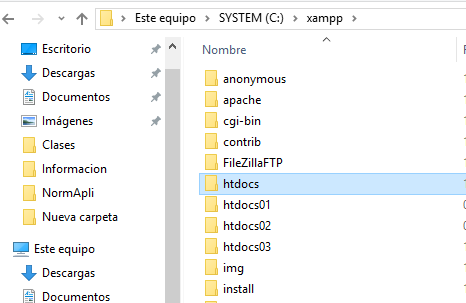 Este equipo > SYSTEM (C:) > xampp >
Escritorio
Descargas
Documentos
Imágenes
Clases
Informacion
NormApli
Nueva carpeta
Este equipo
Descargas
Documentos
Nombre
anonymous
apache
cgi-bin
contrib
FileZillaFTP
htdocs
htdocs01
htdocs02
htdocs03
img
install